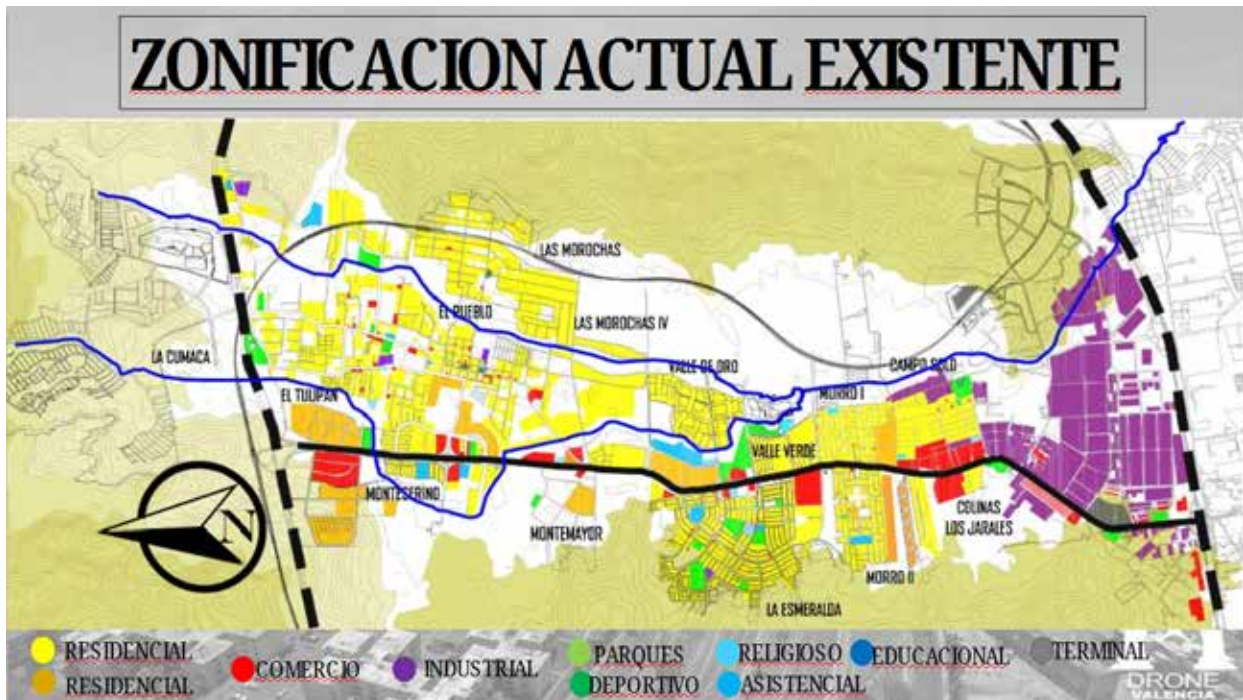 ZONIFICACION ACTUAL EXISTENTE
LAS MOROCHAS
EL PUEBLO
LAS MOROCHAS IV
LA CUMACA
VALLE DE ORO
CAMPO SOLO
EL TULIPAN
MORRO I
VALLE VERDE
MONTESERINO
COLINAS
LOS JARALES
MONTEMAYOR
N
MORRO II
LA ESMERALDA
RESIDENCIAL
RESIDENCIAL
COMERCIO
INDUSTRIAL
PARQUES
DEPORTIVO
RELIGIOSO
ASISTENCIAL
EDUCACIONAL
TERMINAL
DRONE
VALENCIA